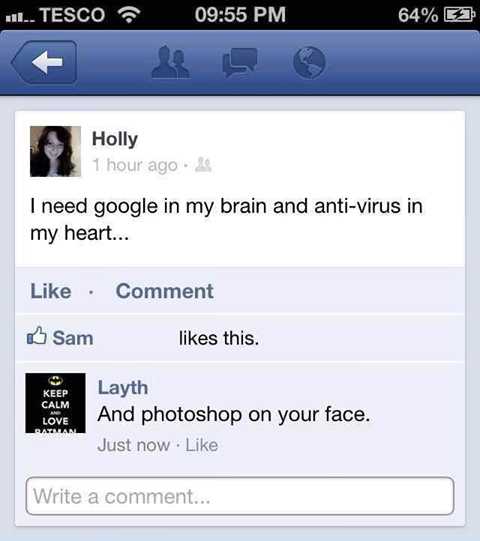 TESCO 09:55 PM 64%
Holly
1 hour ago ·
I need google in my brain and anti-virus in
my heart...
Like · Comment
Sam likes this.
KEEP
CALM
AND
LOVE
BATMAN
Layth
And photoshop on your face.
Just now · Like
Write a comment...